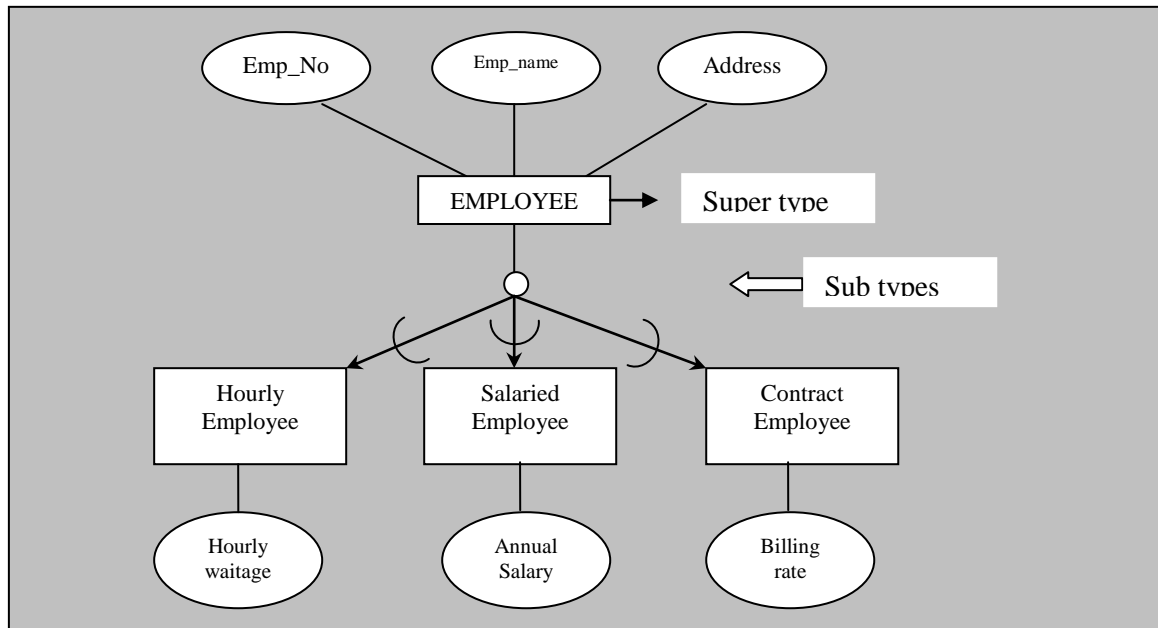 Emp_No
Emp_name
Address
EMPLOYEE
Super type
Sub types
Hourly
Employee
Salaried
Employee
Contract
Employee
Hourly
waitage
Annual
Salary
Billing
rate